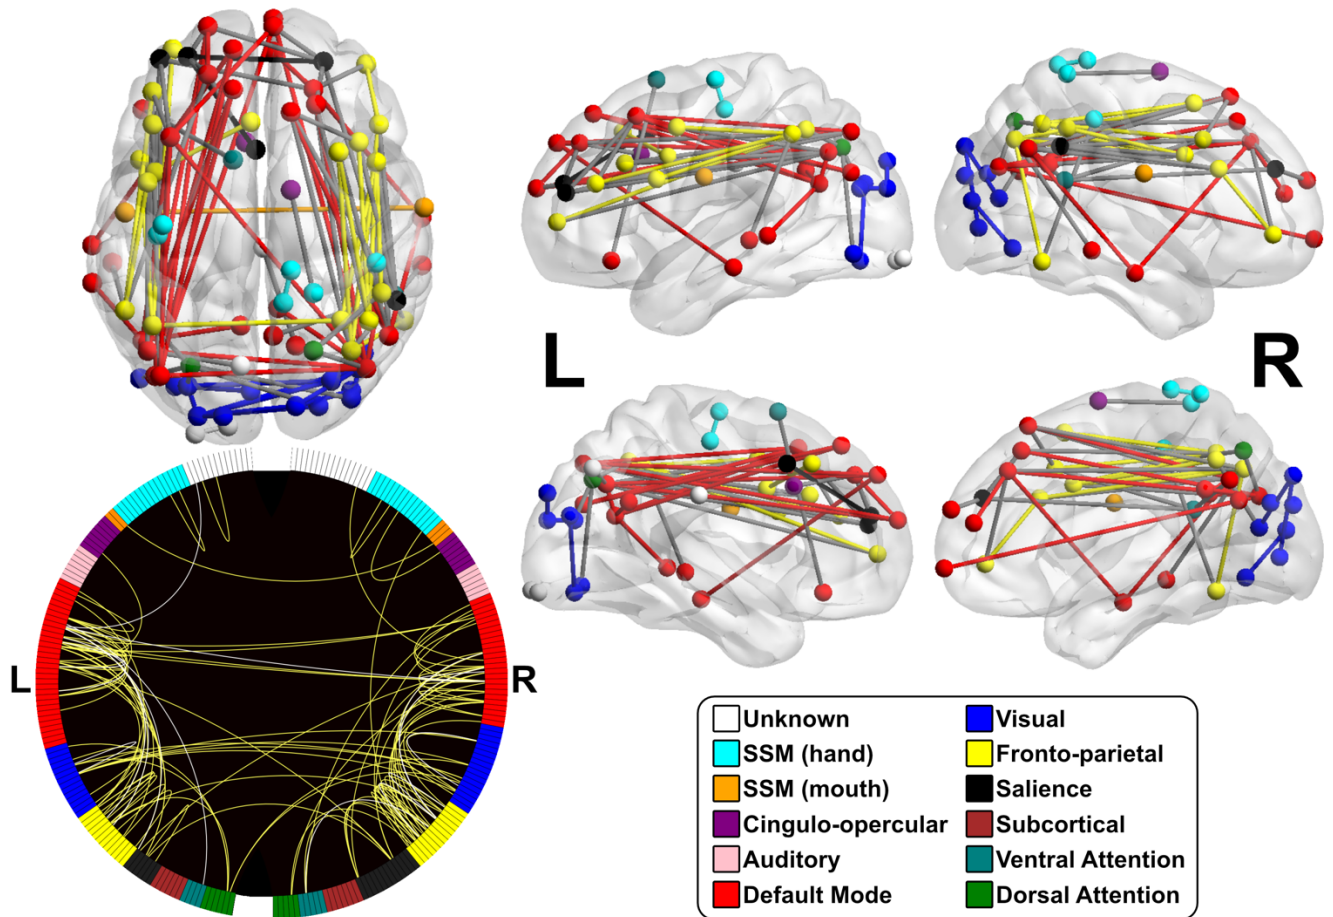 L
R
L
R
Unknown
SSM (hand)
SSM (mouth)
Cingulo-opercular
Auditory
Default Mode
Visual
Fronto-parietal
Salience
Subcortical
Ventral Attention
Dorsal Attention